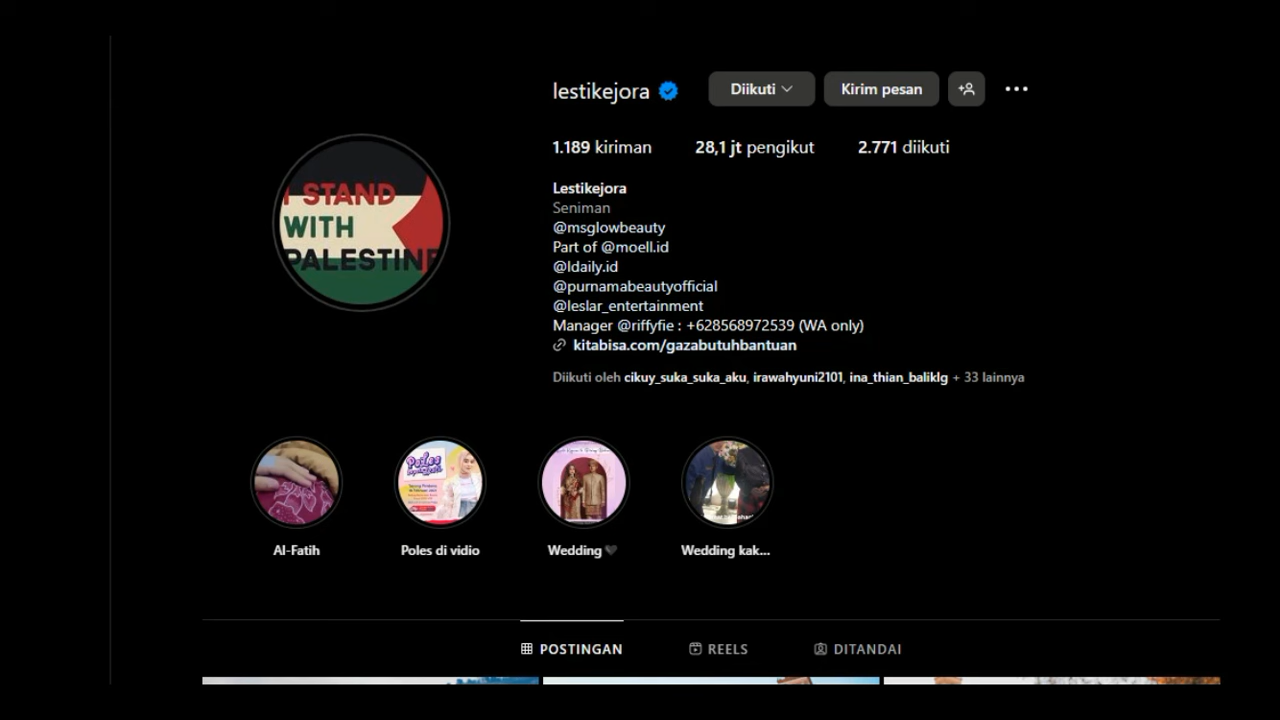 lestikejora
Diikuti
Kirim pesan
1.189 kiriman
28,1 jt pengikut
2.771 diikuti
I STAND
WITH
PALESTINE
Lestikejora
Seniman
@msglowbeauty
Part of @moell.id
@ldaily.id
@purnamabeautyofficial
@leslar_entertainment
Manager @riffyfie : +628568972539 (WA only)
kitabisa.com/gazabutuhbantuan
Diikuti oleh cikuy_suka_suka_aku, irawahyuni2101, ina_thian_baliklg + 33 lainnya
Poles
Al-Fatih
Poles di vidio
Wedding
Wedding kak...
POSTINGAN
REELS
DITANDAI